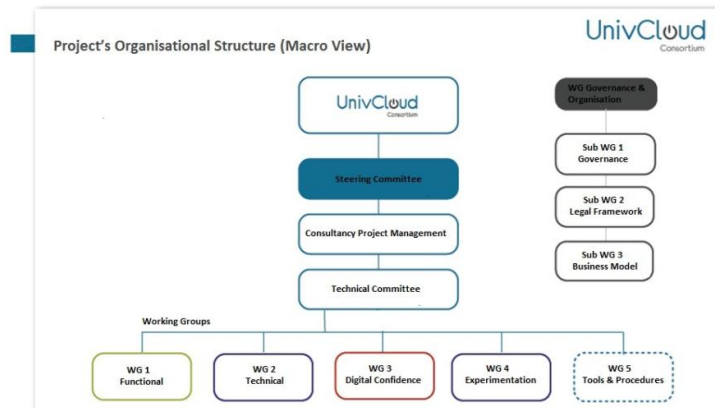 UnivCloud
Consortium
Project's Organisational Structure (Macro View)
UnivCloud
Consortium
WG Governance &
Organisation
Sub WG 1
Governance
Steering Committee
Sub WG 2
Legal Framework
Consultancy Project Management
Sub WG 3
Business Model
Technical Committee
Working Groups
WG 1
Functional
WG 2
Technical
WG 3
Digital Confidence
WG 4
Experimentation
WG 5
Tools & Procedures